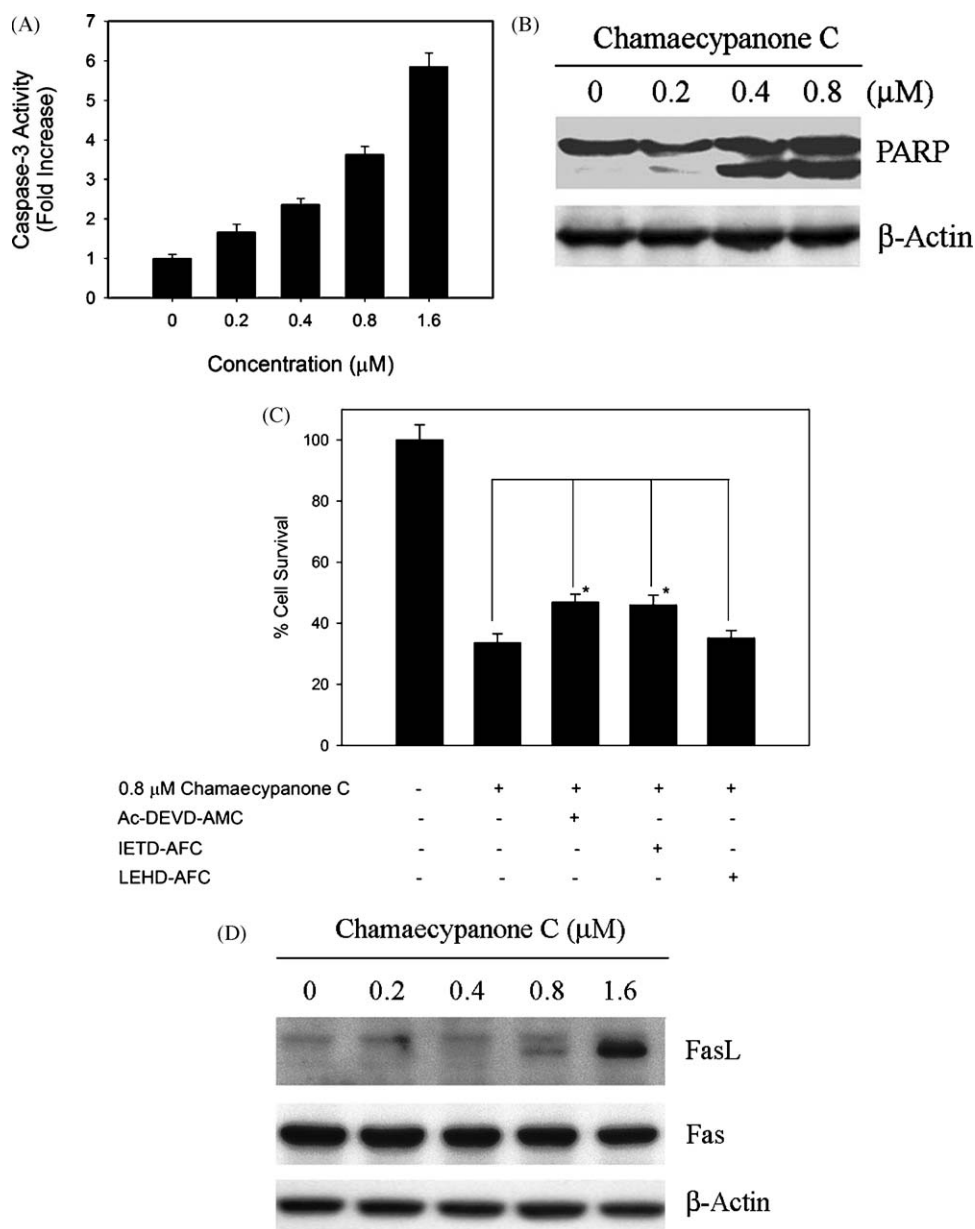 (A)
7
6
5
4
3
2
1
0
Caspase-3 Activity
(Fold Increase)
0 0.2 0.4 0.8 1.6
Concentration (μM)
(B)
Chamaecypanone C
0 0.2 0.4 0.8 (μM)
PARP
β-Actin
(C)
100
80
60
40
20
0
% Cell Survival
* *
0.8 μM Chamaecypanone C - + + + +
Ac-DEVD-AMC - - + - -
IETD-AFC - - - + -
LEHD-AFC - - - - +
(D)
Chamaecypanone C (μM)
0 0.2 0.4 0.8 1.6
FasL
Fas
β-Actin